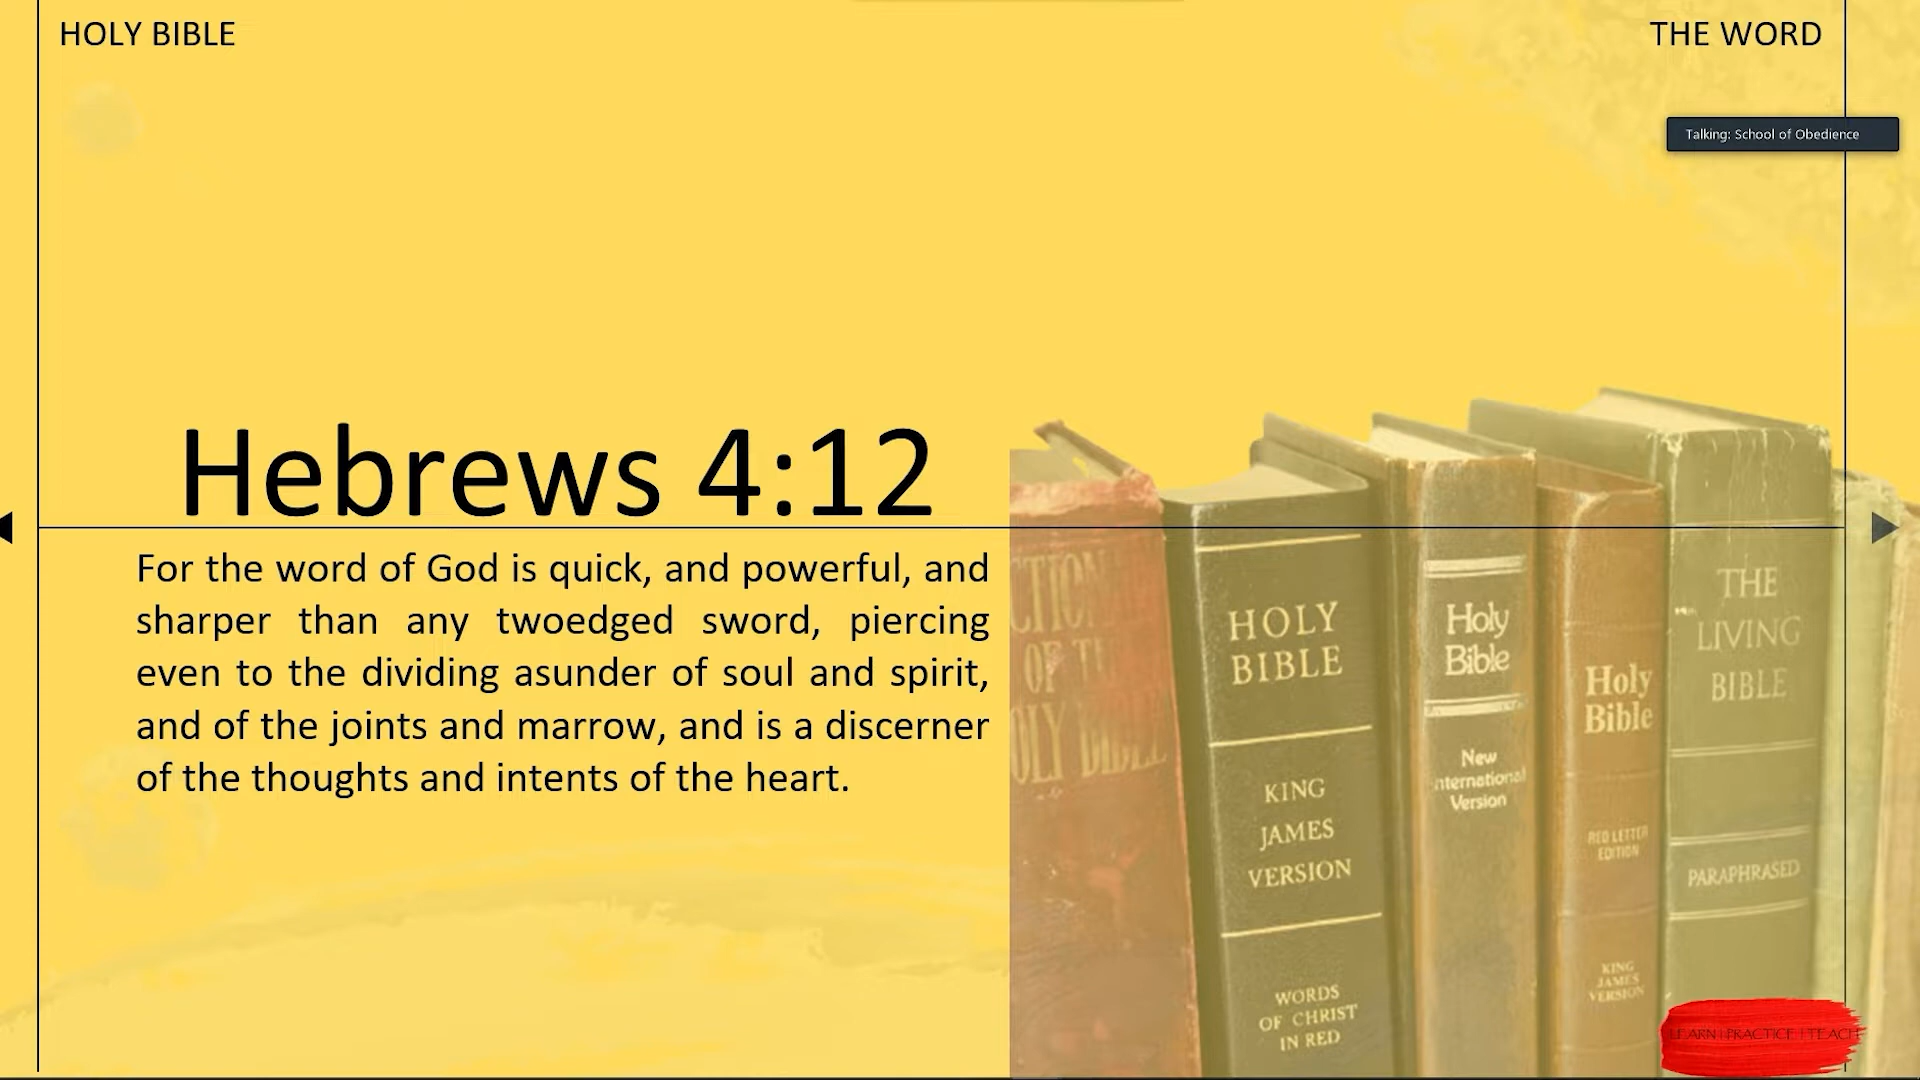 HOLY BIBLE
THE WORD
Talking: School of Obedience
Hebrews 4:12
For the word of God is quick, and powerful, and
sharper than any twoedged sword, piercing
even to the dividing asunder of soul and spirit,
and of the joints and marrow, and is a discerner
of the thoughts and intents of the heart.
HOLY
BIBLE
KING
JAMES
VERSION
WORDS
OF CHRIST
IN RED
Holy
Bible
New
International
Version
Holy
Bible
RED LETTER
EDITION
KING
JAMES
VERSION
THE
LIVING
BIBLE
PARAPHRASED
LEARN | PRACTICE | TEACH